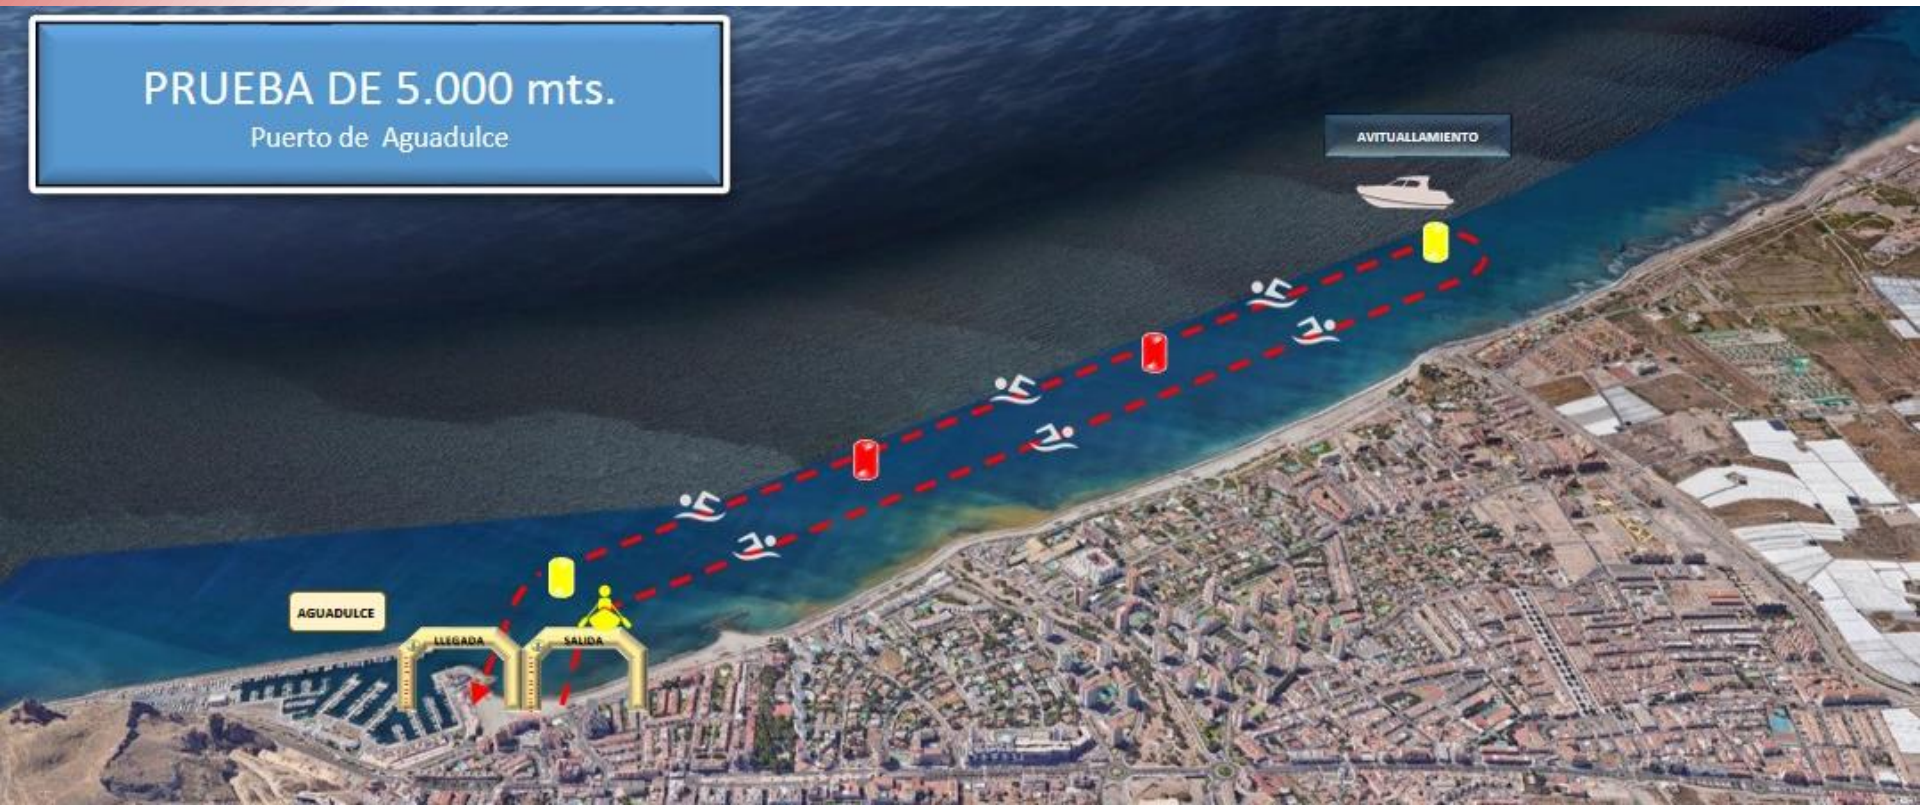 PRUEBA DE 5.000 mts.
Puerto de Aguadulce
AVITUALLAMIENTO
AGUADULCE
LLEGADA
SALIDA